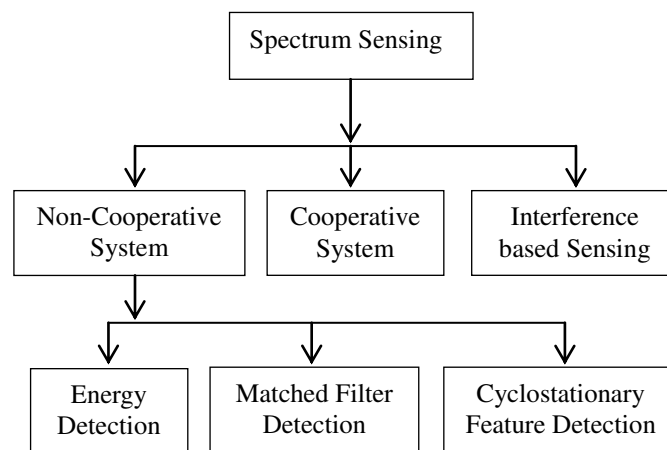 Spectrum Sensing
Non-Cooperative
System
Cooperative
System
Interference
based Sensing
Energy
Detection
Matched Filter
Detection
Cyclostationary
Feature Detection